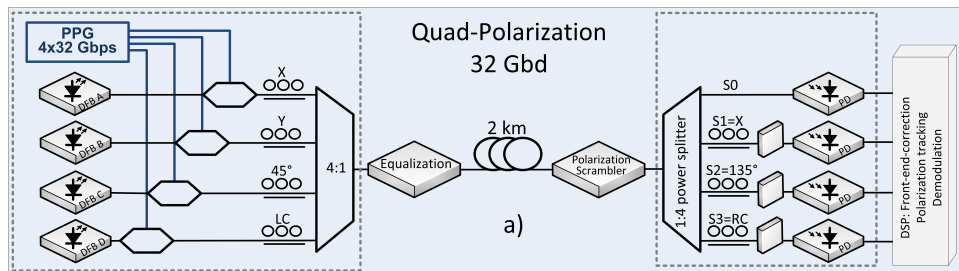 PPG
4x32 Gbps
Quad-Polarization
32 Gbd
X
DFB A
Y
DFB B
45°
DFB C
LC
DFB D
4:1
Equalization
2 km
Polarization
Scrambler
a)
1:4 power splitter
S0
PD
S1=X
PD
S2=135°
PD
S3=RC
PD
DSP: Front-end-correction
Polarization tracking
Demodulation